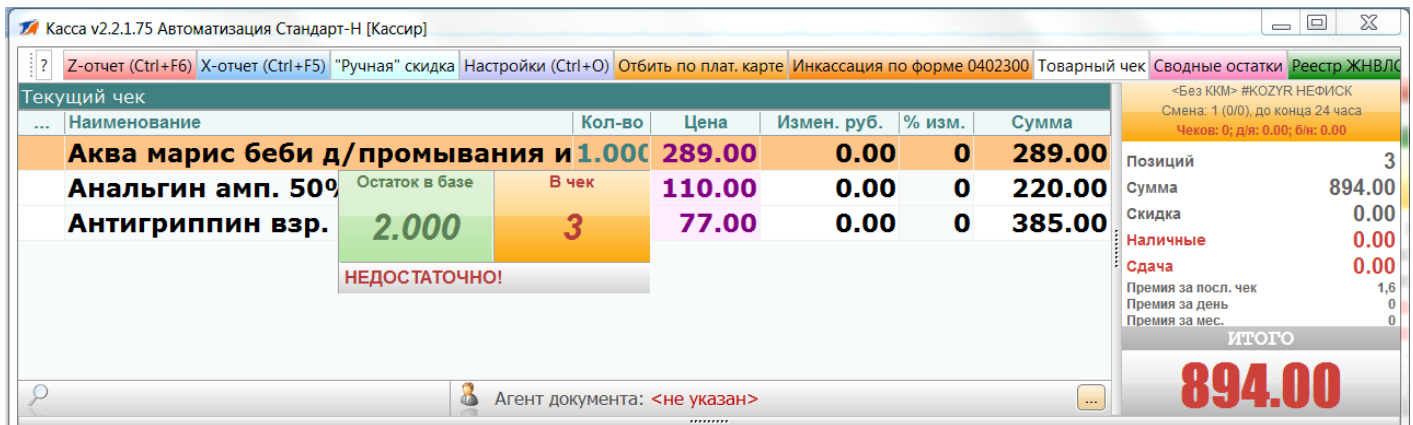 Касса v2.2.1.75 Автоматизация Стандарт-Н [Кассир]
? Z-отчет (Ctrl+F6) X-отчет (Ctrl+F5) "Ручная" скидка Настройки (Ctrl+O) Отбить по плат. карте Инкассация по форме 0402300 Товарный чек Сводные остатки Реестр ЖНВЛС
Текущий чек
... Наименование Кол-во Цена Измен. руб. % изм. Сумма
Аква марис беби д/промывания и 1.000 289.00 0.00 0 289.00
Анальгин амп. 50% 110.00 0.00 0 220.00
Антигриппин взр. 77.00 0.00 0 385.00
Остаток в базе В чек
2.000 3
НЕДОСТАТОЧНО!
Агент документа: <не указан> ...
<Без ККМ> #KOZYR НЕФИСК
Смена: 1 (0/0), до конца 24 часа
Чеков: 0; д/я: 0.00; б/н: 0.00
Позиций 3
Сумма 894.00
Скидка 0.00
Наличные 0.00
Сдача 0.00
Премия за посл. чек 1,6
Премия за день 0
Премия за мес. 0
ИТОГО
894.00